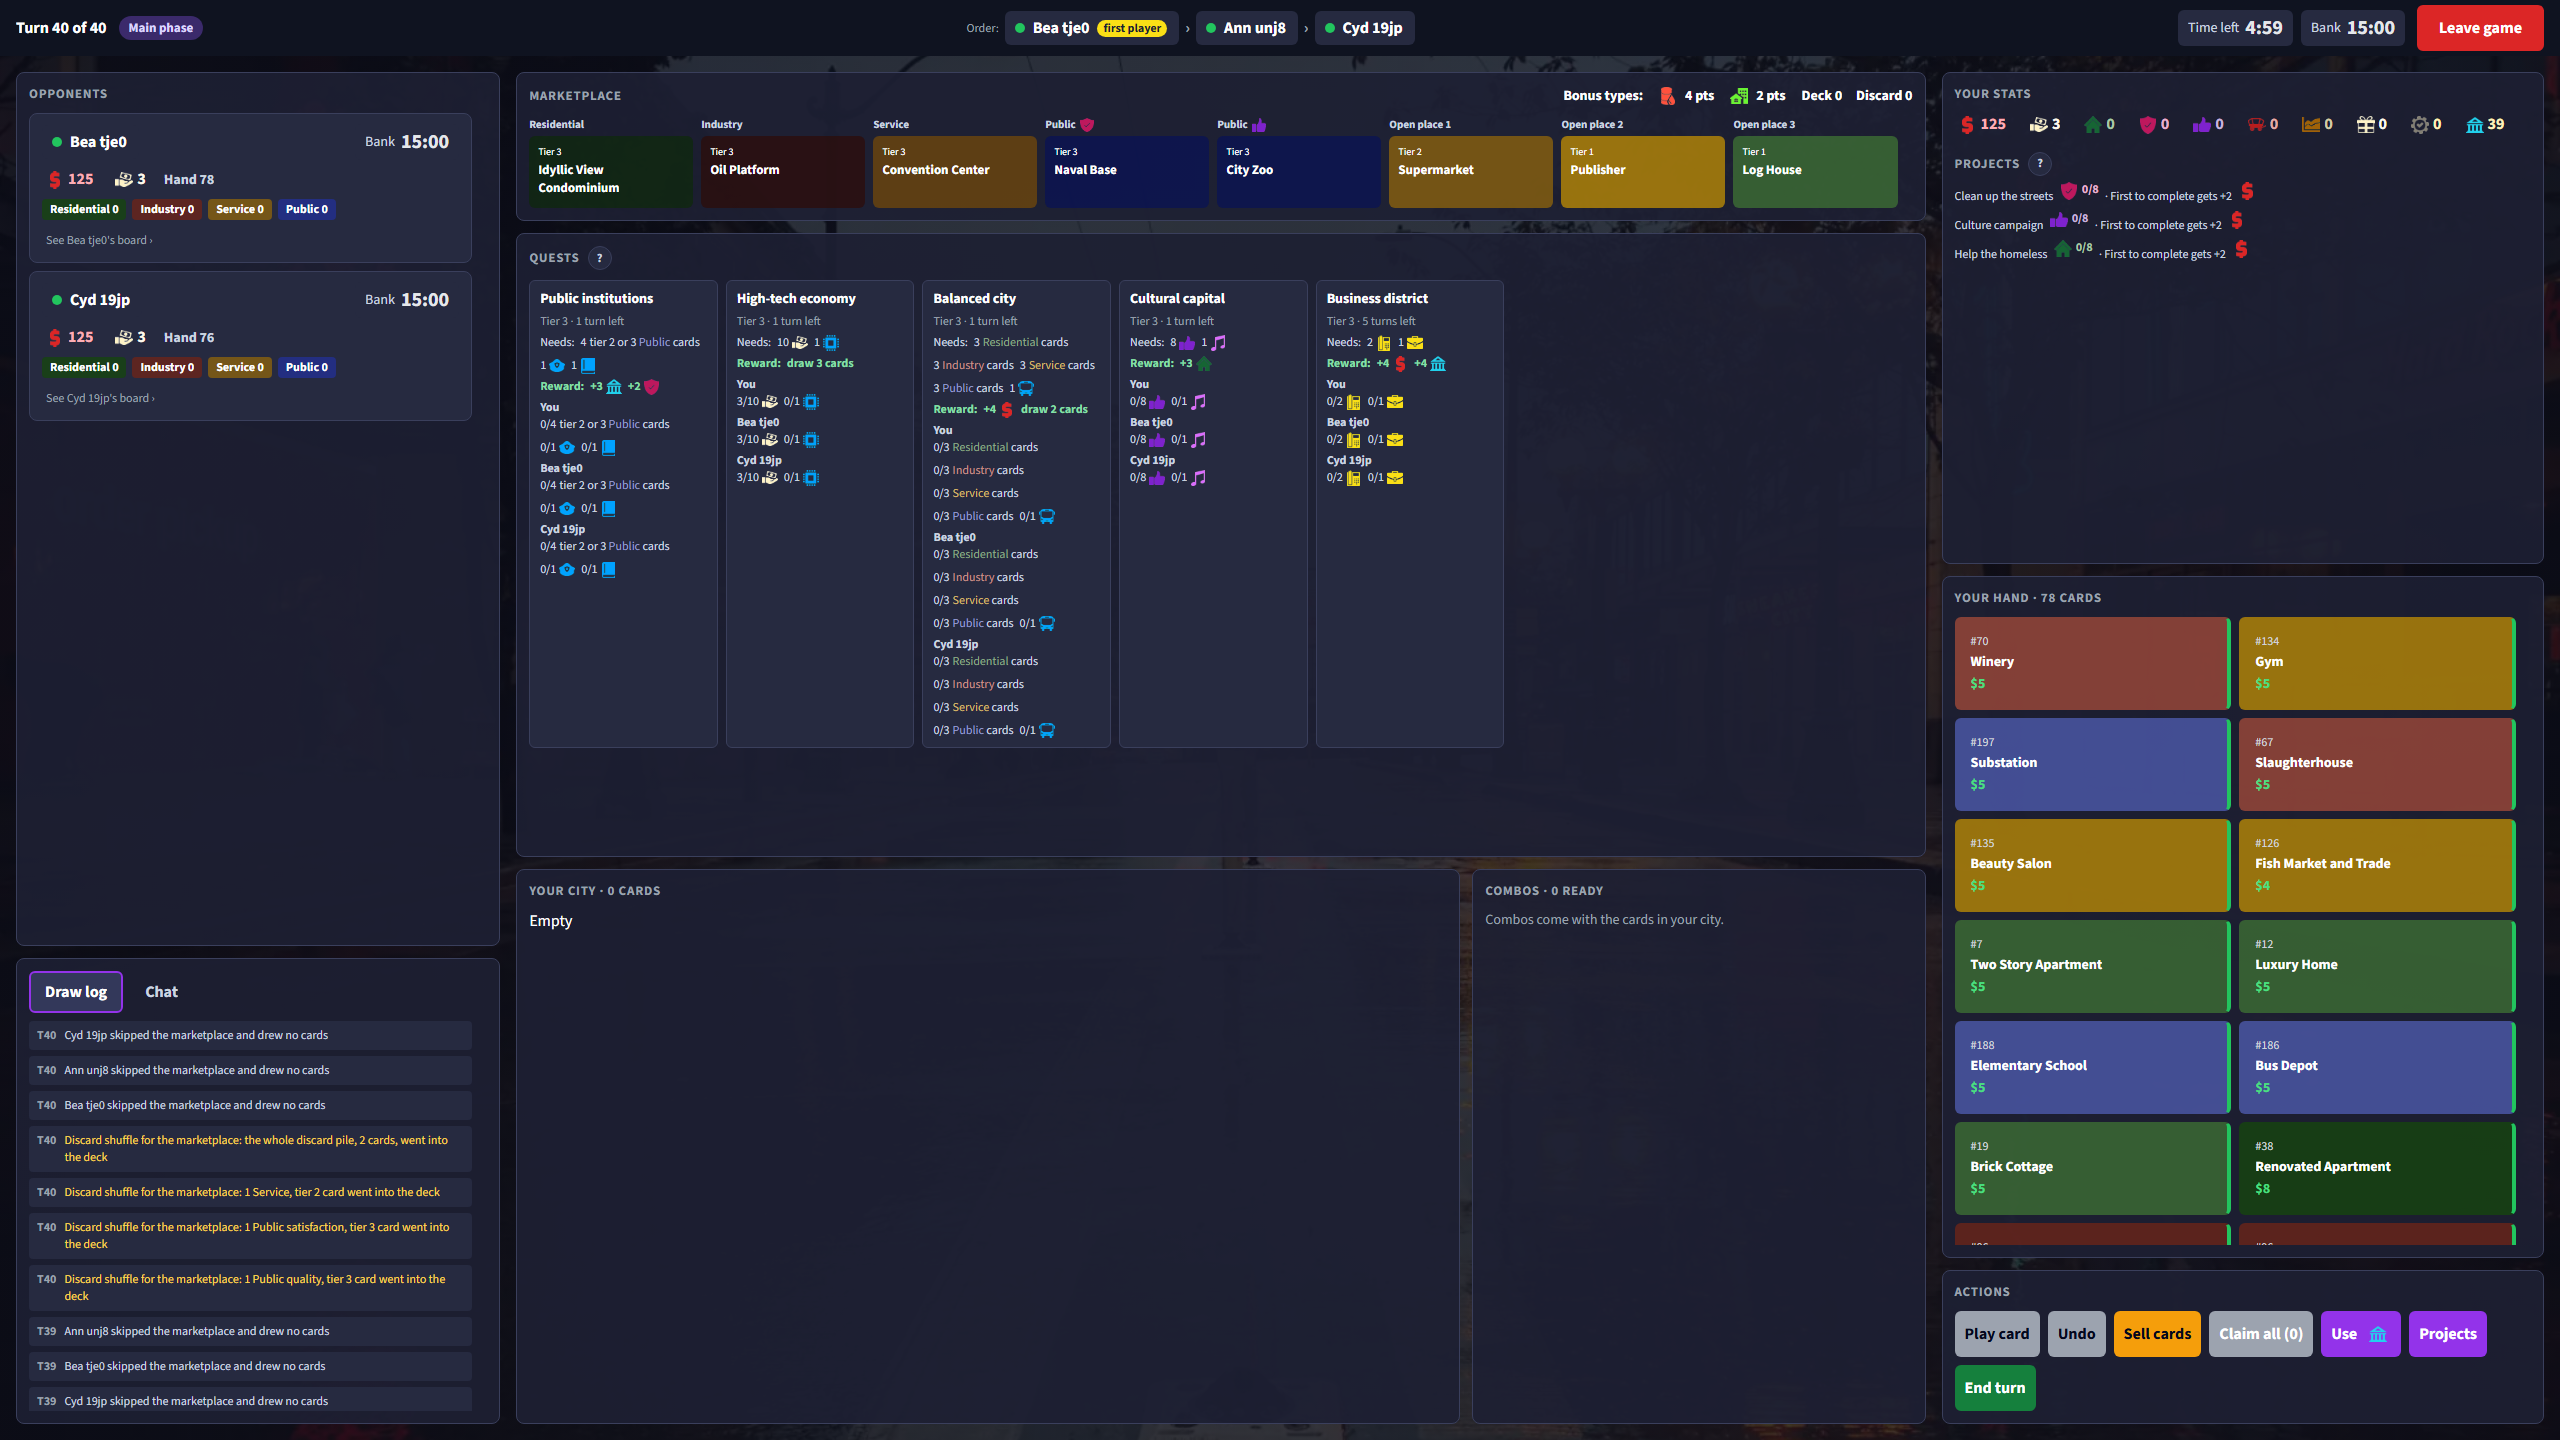 Turn 40 of 40 Main phase
Order: Bea tje0 first player › Ann unj8 › Cyd 19jp
Time left 4:59 Bank 15:00 Leave game
OPPONENTS
Bea tje0 Bank 15:00
125 3 Hand 78
Residential 0 Industry 0 Service 0 Public 0
See Bea tje0's board ›
Cyd 19jp Bank 15:00
125 3 Hand 76
Residential 0 Industry 0 Service 0 Public 0
See Cyd 19jp's board ›
Draw log Chat
T40 Cyd 19jp skipped the marketplace and drew no cards
T40 Ann unj8 skipped the marketplace and drew no cards
T40 Bea tje0 skipped the marketplace and drew no cards
T40 Discard shuffle for the marketplace: the whole discard pile, 2 cards, went into
the deck
T40 Discard shuffle for the marketplace: 1 Service, tier 2 card went into the deck
T40 Discard shuffle for the marketplace: 1 Public satisfaction, tier 3 card went into
the deck
T40 Discard shuffle for the marketplace: 1 Public quality, tier 3 card went into the
deck
T39 Ann unj8 skipped the marketplace and drew no cards
T39 Bea tje0 skipped the marketplace and drew no cards
T39 Cyd 19jp skipped the marketplace and drew no cards
MARKETPLACE
Bonus types: 4 pts 2 pts Deck 0 Discard 0
Residential
Tier 3
Idyllic View
Condominium
Industry
Tier 3
Oil Platform
Service
Tier 3
Convention Center
Public
Tier 3
Naval Base
Public
Tier 3
City Zoo
Open place 1
Tier 2
Supermarket
Open place 2
Tier 1
Publisher
Open place 3
Tier 1
Log House
QUESTS ?
Public institutions
Tier 3 · 1 turn left
Needs: 4 tier 2 or 3 Public cards
1 1
Reward: +3 +2
You
0/4 tier 2 or 3 Public cards
0/1 0/1
Bea tje0
0/4 tier 2 or 3 Public cards
0/1 0/1
Cyd 19jp
0/4 tier 2 or 3 Public cards
0/1 0/1
High-tech economy
Tier 3 · 1 turn left
Needs: 10 1
Reward: draw 3 cards
You
3/10 0/1
Bea tje0
3/10 0/1
Cyd 19jp
3/10 0/1
Balanced city
Tier 3 · 1 turn left
Needs: 3 Residential cards
3 Industry cards 3 Service cards
3 Public cards 1
Reward: +4 draw 2 cards
You
0/3 Residential cards
0/3 Industry cards
0/3 Service cards
0/3 Public cards 0/1
Bea tje0
0/3 Residential cards
0/3 Industry cards
0/3 Service cards
0/3 Public cards 0/1
Cyd 19jp
0/3 Residential cards
0/3 Industry cards
0/3 Service cards
0/3 Public cards 0/1
Cultural capital
Tier 3 · 1 turn left
Needs: 8 1
Reward: +3
You
0/8 0/1
Bea tje0
0/8 0/1
Cyd 19jp
0/8 0/1
Business district
Tier 3 · 5 turns left
Needs: 2 1
Reward: +4 +4
You
0/2 0/1
Bea tje0
0/2 0/1
Cyd 19jp
0/2 0/1
YOUR CITY · 0 CARDS
Empty
COMBOS · 0 READY
Combos come with the cards in your city.
YOUR STATS
125 3 0 0 0 0 0 0 0 39
PROJECTS ?
Clean up the streets 0/8 · First to complete gets +2
Culture campaign 0/8 · First to complete gets +2
Help the homeless 0/8 · First to complete gets +2
YOUR HAND · 78 CARDS
#70
Winery
$5
#134
Gym
$5
#197
Substation
$5
#67
Slaughterhouse
$5
#135
Beauty Salon
$5
#126
Fish Market and Trade
$4
#7
Two Story Apartment
$5
#12
Luxury Home
$5
#188
Elementary School
$5
#186
Bus Depot
$5
#19
Brick Cottage
$5
#38
Renovated Apartment
$8
ACTIONS
Play card Undo Sell cards Claim all (0) Use Projects
End turn